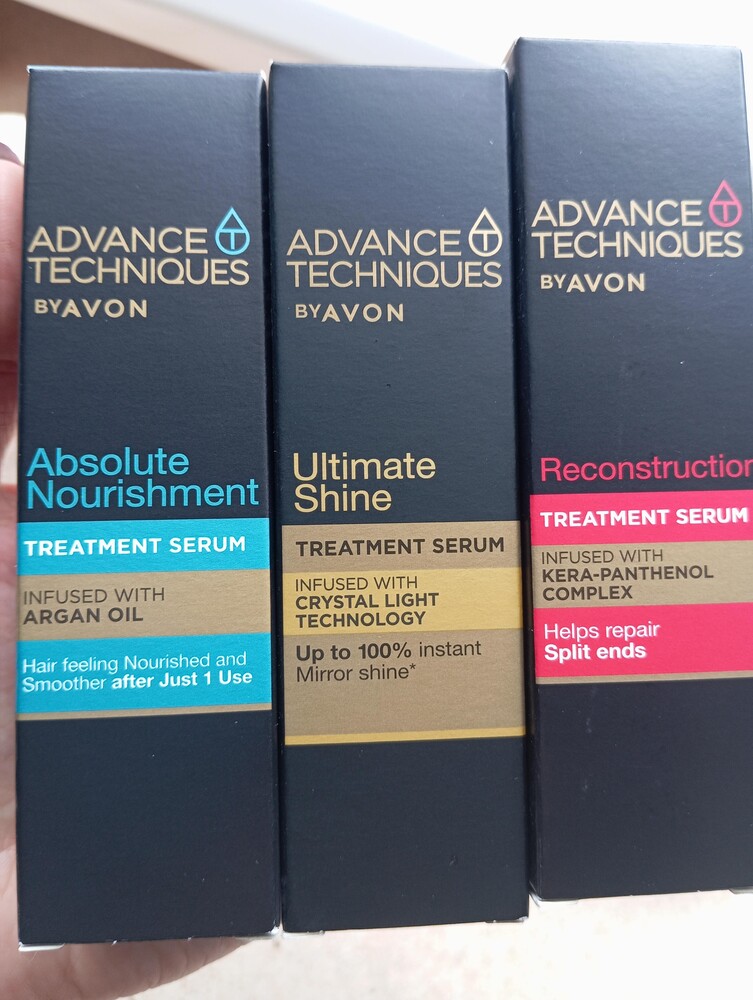 ADVANCE
TECHNIQUES
BY AVON
Absolute
Nourishment
TREATMENT SERUM
INFUSED WITH
ARGAN OIL
Hair feeling Nourished and
Smoother after Just 1 Use
ADVANCE
TECHNIQUES
BY AVON
Ultimate
Shine
TREATMENT SERUM
INFUSED WITH
CRYSTAL LIGHT
TECHNOLOGY
Up to 100% instant
Mirror shine*
ADVANCE
TECHNIQUES
BY AVON
Reconstruction
TREATMENT SERUM
INFUSED WITH
KERA-PANTHENOL
COMPLEX
Helps repair
Split ends